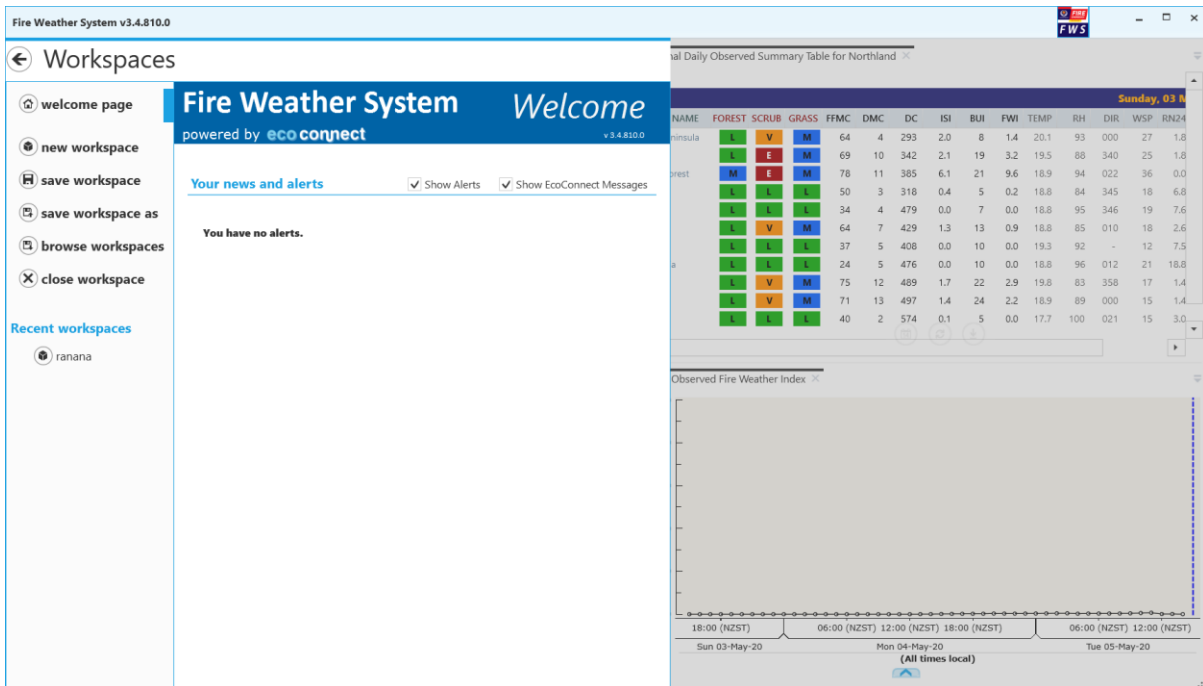 Fire Weather System v3.4.810.0
FIRE
FWS
Workspaces
welcome page
new workspace
save workspace
save workspace as
browse workspaces
close workspace
Recent workspaces
ranana
Fire Weather System
powered by ecoconnect
Welcome
v 3.4.810.0
Your news and alerts
Show Alerts
Show EcoConnect Messages
You have no alerts.
nal Daily Observed Summary Table for Northland
Sunday, 03 M
NAME FOREST SCRUB GRASS FFMC DMC DC ISI BUI FWI TEMP RH DIR WSP RN24
ninsula L V M 64 4 293 2.0 8 1.4 20.1 93 000 27 1.8
L E M 69 10 342 2.1 19 3.2 19.5 88 340 25 1.8
orest M E M 78 11 385 6.1 21 9.6 18.9 94 022 36 0.0
L L L 50 3 318 0.4 5 0.2 18.8 84 345 18 6.8
L L L 34 4 479 0.0 7 0.0 18.8 95 346 19 7.6
L V M 64 7 429 1.3 13 0.9 18.8 85 010 18 2.6
L L L 37 5 408 0.0 10 0.0 19.3 92 - 12 7.5
a L L L 24 5 476 0.0 10 0.0 18.8 96 012 21 18.8
L V M 75 12 489 1.7 22 2.9 19.8 83 358 17 1.4
L V M 71 13 497 1.4 24 2.2 18.9 89 000 15 1.4
L L L 40 2 574 0.1 5 0.0 17.7 100 021 15 3.0
Observed Fire Weather Index
18:00 (NZST) 06:00 (NZST) 12:00 (NZST) 18:00 (NZST) 06:00 (NZST) 12:00 (NZST)
Sun 03-May-20 Mon 04-May-20 Tue 05-May-20
(All times local)